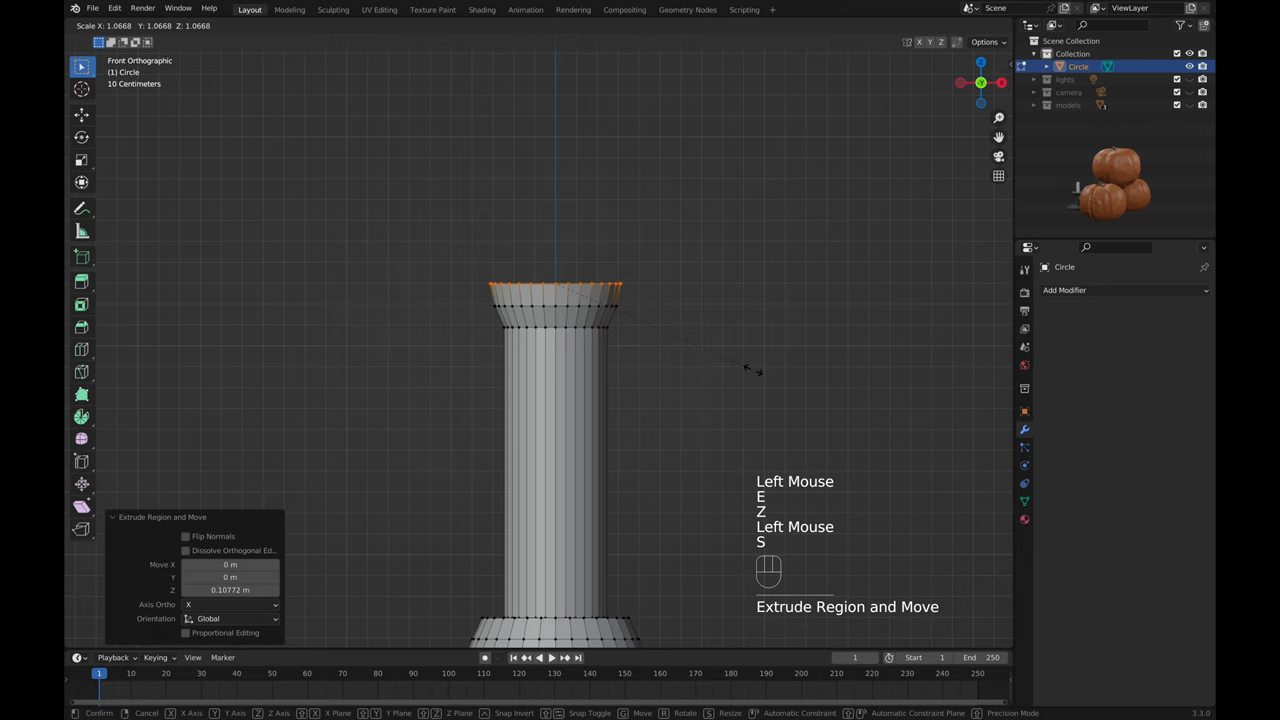 File Edit Render Window Help
Layout Modeling Sculpting UV Editing Texture Paint Shading Animation Rendering Compositing Geometry Nodes Scripting +
Scene
ViewLayer
Scale X: 1.0668 Y: 1.0668 Z: 1.0668
X Y Z Options
Front Orthographic
(1) Circle
10 Centimeters
Z
Y
X
Scene Collection
Collection
Circle
lights
camera
models
Circle
Add Modifier
Left Mouse
E
Z
Left Mouse
S
Extrude Region and Move
Extrude Region and Move
Flip Normals
Dissolve Orthogonal Ed...
Move X 0 m
Y 0 m
Z 0.10772 m
Axis Ortho X
Orientation Global
Proportional Editing
Playback Keying View Marker
1
Start 1
End 250
1 10 20 30 40 50 60 70 80 90 100 110 120 130 140 150 160 170 180 190 200 210 220 230 240 250
Confirm Cancel X X Axis Y Y Axis Z Z Axis X X Plane Y Y Plane Z Z Plane Snap Invert Snap Toggle G Move R Rotate S Resize Automatic Constraint Automatic Constraint Plane Precision Mode
3.3.0